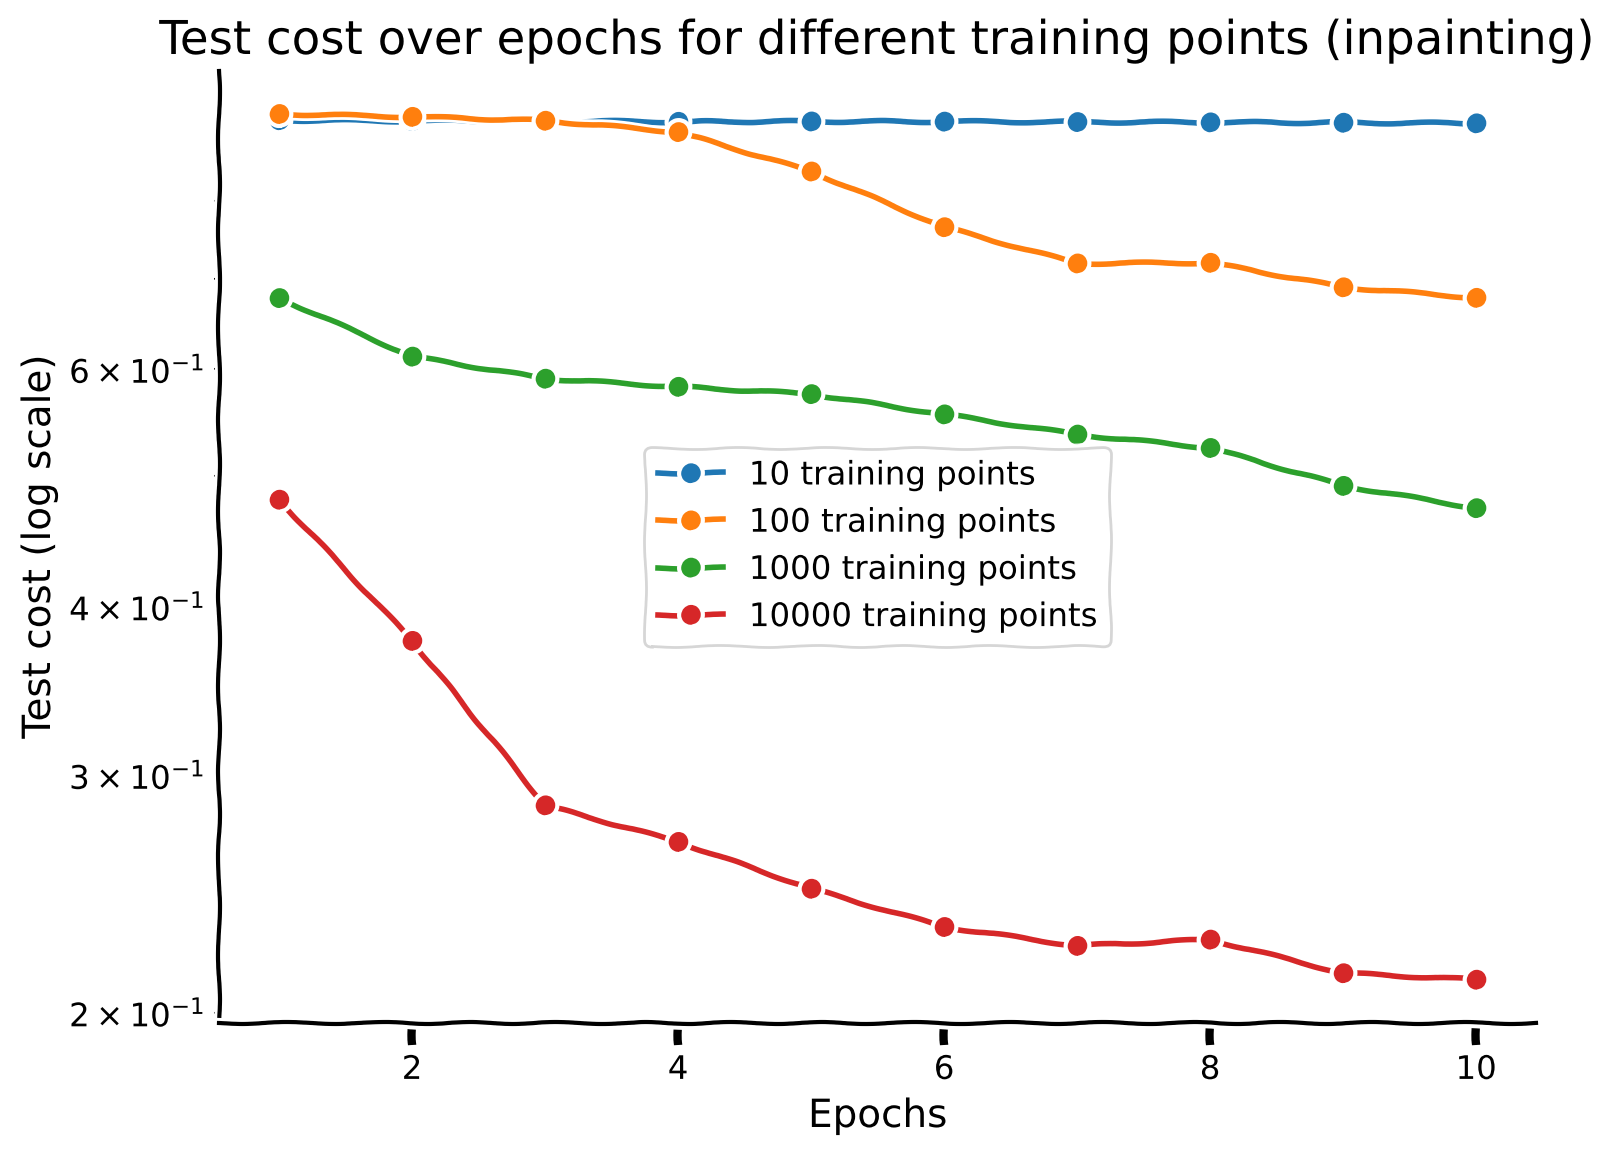 Test cost over epochs for different training points (inpainting)
Test cost (log scale)
6 × 10⁻¹
4 × 10⁻¹
3 × 10⁻¹
2 × 10⁻¹
10 training points
100 training points
1000 training points
10000 training points
2 4 6 8 10
Epochs